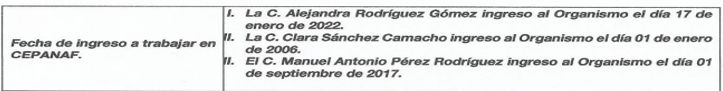 Fecha de ingreso a trabajar en CEPANAF.
I. La C. Alejandra Rodríguez Gómez ingreso al Organismo el día 17 de
enero de 2022.
II. La C. Clara Sánchez Camacho ingreso al Organismo el día 01 de enero
de 2006.
II. El C. Manuel Antonio Pérez Rodríguez ingreso al Organismo el día 01
de septiembre de 2017.